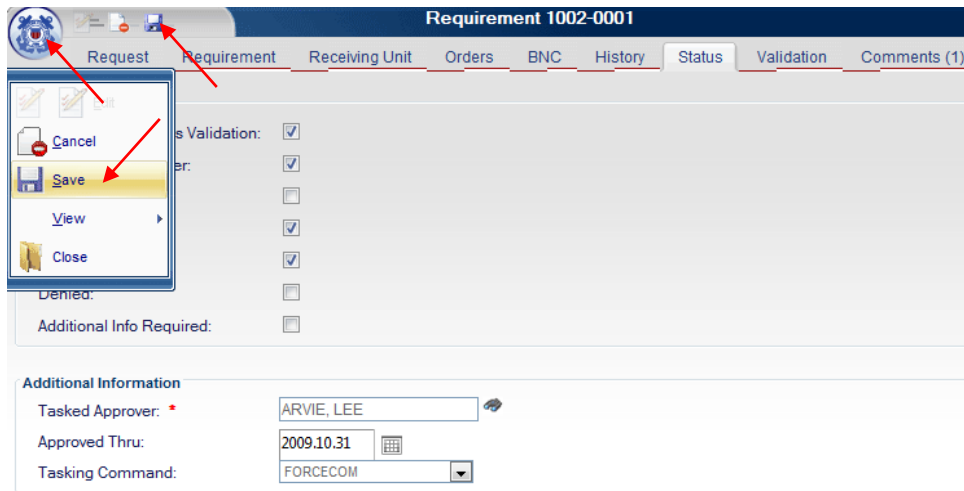 Requirement 1002-0001
Request Requirement Receiving Unit Orders BNC History Status Validation Comments (1)
Edit
Cancel
s Validation:
Save
er:
View
Close
Denied:
Additional Info Required:
Additional Information
Tasked Approver: *
ARVIE, LEE
Approved Thru:
2009.10.31
Tasking Command:
FORCECOM